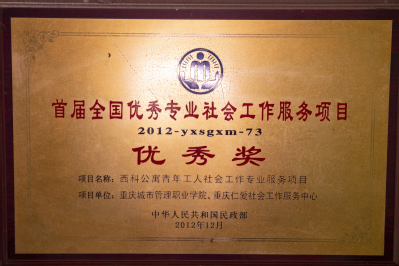 首届全国优秀专业社会工作服务项目
2012-yxsgxm-73
优秀奖
项目名称：西科公寓青年工人社会工作专业服务项目
项目单位：重庆城市管理职业学院、重庆仁爱社会工作服务中心
中华人民共和国民政部
2012年12月